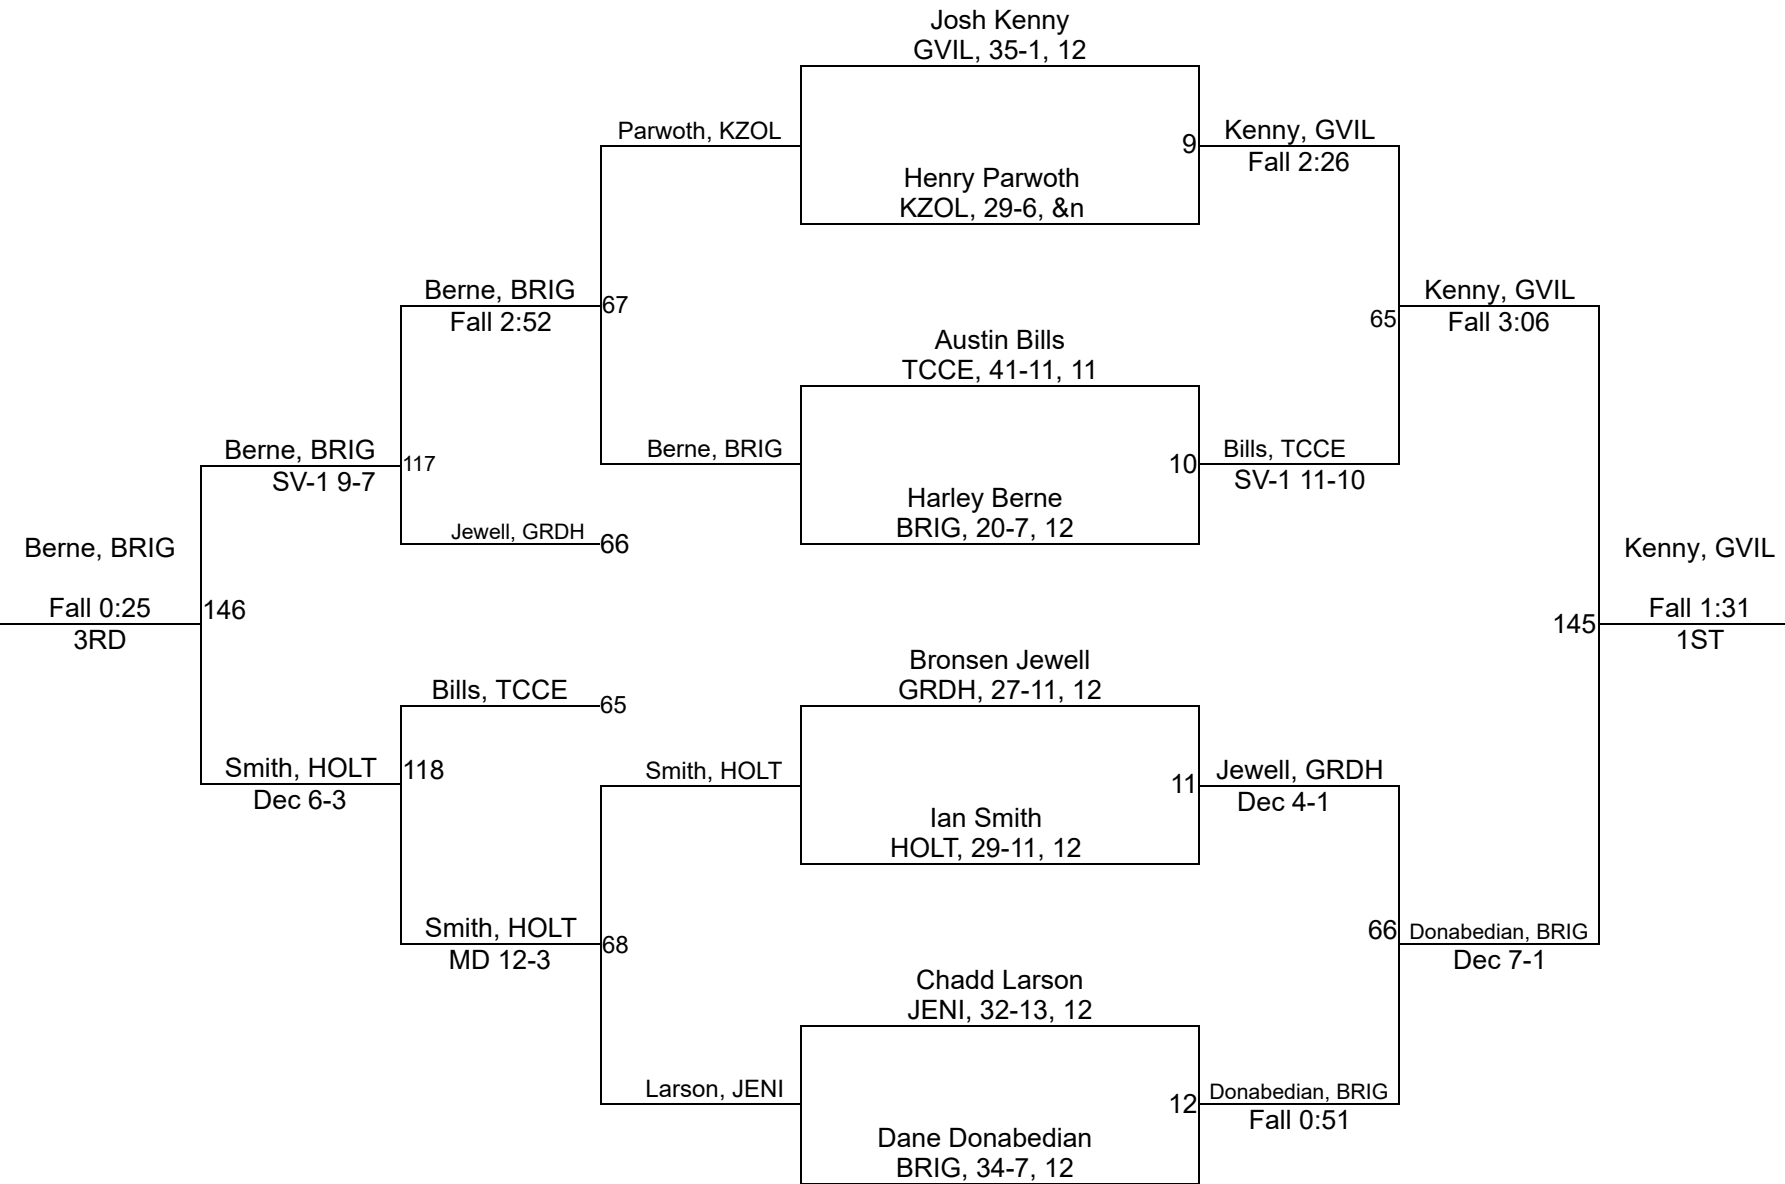 Josh Kenny
GVIL, 35-1, 12
Parwoth, KZOL
9
Kenny, GVIL
Fall 2:26
Henry Parwoth
KZOL, 29-6, &n
Berne, BRIG
Fall 2:52
67
65
Kenny, GVIL
Fall 3:06
Austin Bills
TCCE, 41-11, 11
Berne, BRIG
SV-1 9-7
117
Berne, BRIG
10
Bills, TCCE
SV-1 11-10
Harley Berne
BRIG, 20-7, 12
Jewell, GRDH
66
Berne, BRIG
Fall 0:25
3RD
146
Kenny, GVIL
145
Fall 1:31
1ST
Bronsen Jewell
GRDH, 27-11, 12
Bills, TCCE
65
Smith, HOLT
Dec 6-3
118
Smith, HOLT
11
Jewell, GRDH
Dec 4-1
Ian Smith
HOLT, 29-11, 12
Smith, HOLT
MD 12-3
68
66
Donabedian, BRIG
Dec 7-1
Chadd Larson
JENI, 32-13, 12
Larson, JENI
12
Donabedian, BRIG
Fall 0:51
Dane Donabedian
BRIG, 34-7, 12